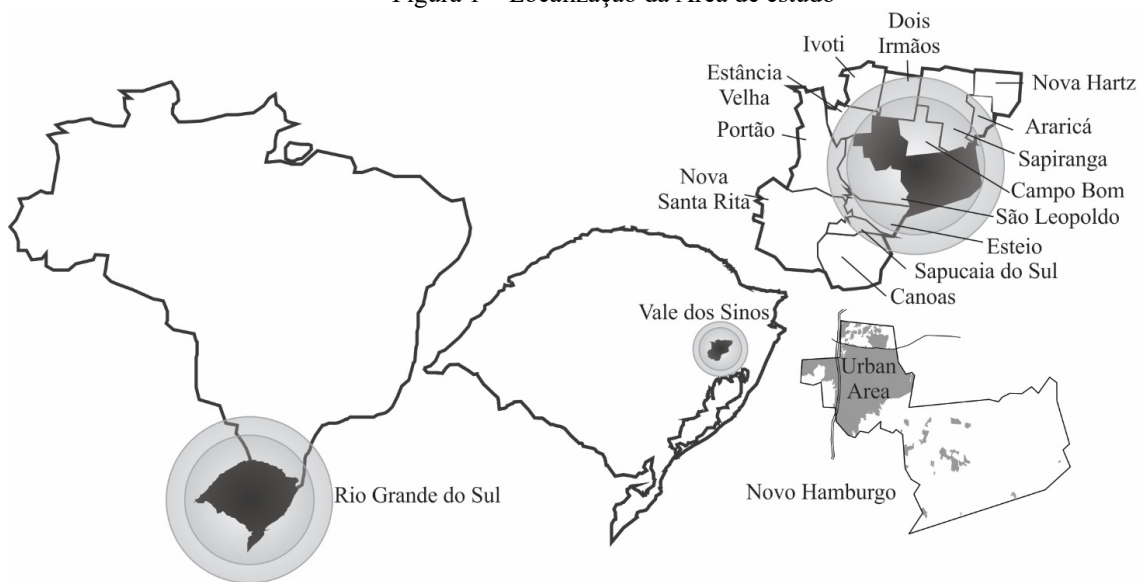 Figura 1 – Localização da Área de estudo
Dois
Irmãos
Ivoti
Estância
Velha
Portão
Nova
Santa Rita
Nova Hartz
Araricá
Sapiranga
Campo Bom
São Leopoldo
Esteio
Sapucaia do Sul
Canoas
Vale dos Sinos
Urban
Area
Rio Grande do Sul
Novo Hamburgo